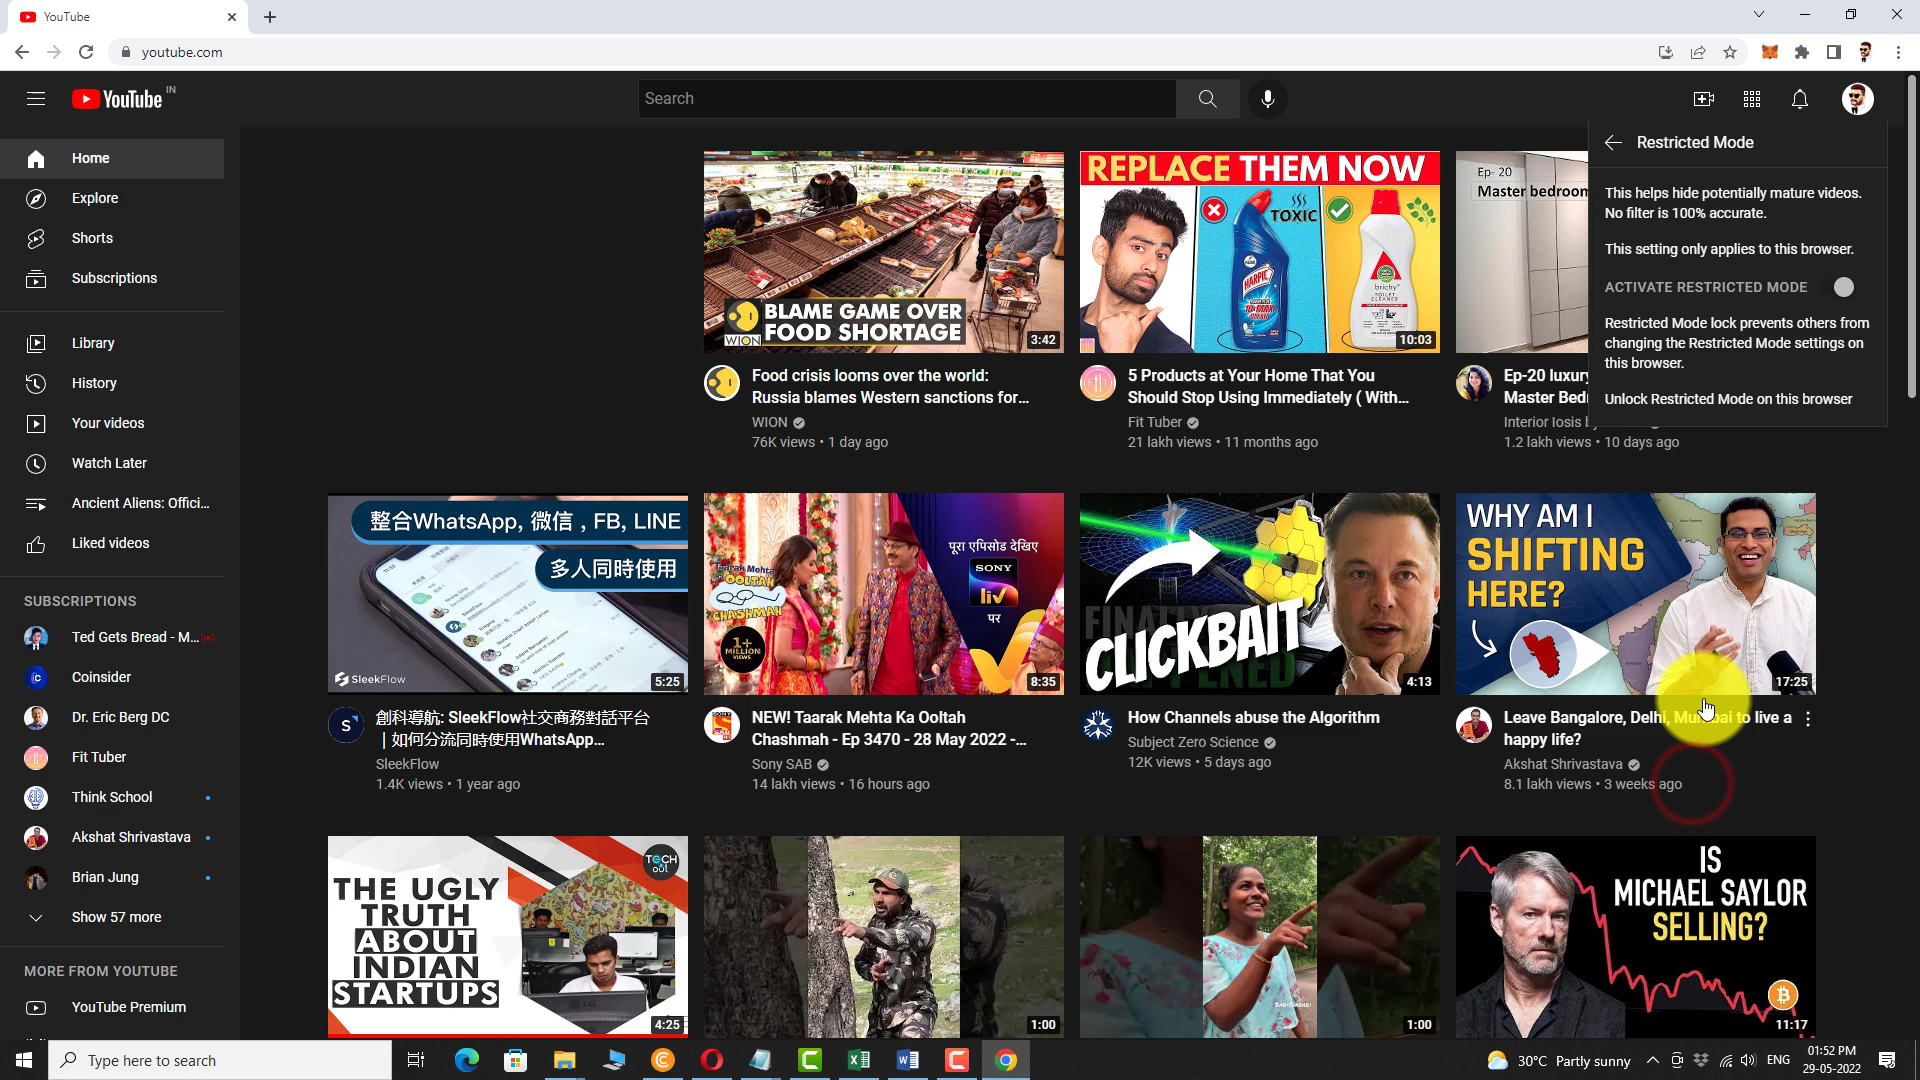 YouTube
youtube.com
YouTube IN
Search
Restricted Mode
This helps hide potentially mature videos.
No filter is 100% accurate.
This setting only applies to this browser.
ACTIVATE RESTRICTED MODE
Restricted Mode lock prevents others from
changing the Restricted Mode settings on
this browser.
Unlock Restricted Mode on this browser
Home
Explore
Shorts
Subscriptions
Library
History
Your videos
Watch Later
Ancient Aliens: Offici...
Liked videos
SUBSCRIPTIONS
Ted Gets Bread - M...
Coinsider
Dr. Eric Berg DC
Fit Tuber
Think School
Akshat Shrivastava
Brian Jung
Show 57 more
MORE FROM YOUTUBE
YouTube Premium
WION
BLAME GAME OVER
FOOD SHORTAGE
3:42
Food crisis looms over the world:
Russia blames Western sanctions for...
WION
76K views • 1 day ago
REPLACE THEM NOW
TOXIC
HARPIC
brichy
TOILET
CLEANER
10:03
5 Products at Your Home That You
Should Stop Using Immediately ( With...
Fit Tuber
21 lakh views • 11 months ago
Ep- 20
Master bedroom
Ep-20 luxury
Master Bed
Interior Iosis b
1.2 lakh views • 10 days ago
整合WhatsApp, 微信 , FB, LINE
多人同時使用
SleekFlow
5:25
S
創科導航: SleekFlow社交商務對話平台
｜如何分流同時使用WhatsApp...
SleekFlow
1.4K views • 1 year ago
Taarak Mehta
Ka OOLTAH
CHASHMAH
1+
MILLION
VIEWS
पूरा एपिसोड देखिए
SONY
liv
पर
8:35
NEW! Taarak Mehta Ka Ooltah
Chashmah - Ep 3470 - 28 May 2022 -...
Sony SAB
14 lakh views • 16 hours ago
CLICKBAIT
4:13
How Channels abuse the Algorithm
Subject Zero Science
12K views • 5 days ago
WHY AM I
SHIFTING
HERE?
17:25
Leave Bangalore, Delhi, Mumbai to live a
happy life?
Akshat Shrivastava
8.1 lakh views • 3 weeks ago
TECH
out
THE UGLY
TRUTH
ABOUT
INDIAN
STARTUPS
4:25
1:00
1:00
IS
MICHAEL SAYLOR
SELLING?
11:17
Type here to search
30°C Partly sunny
ENG
01:52 PM
29-05-2022